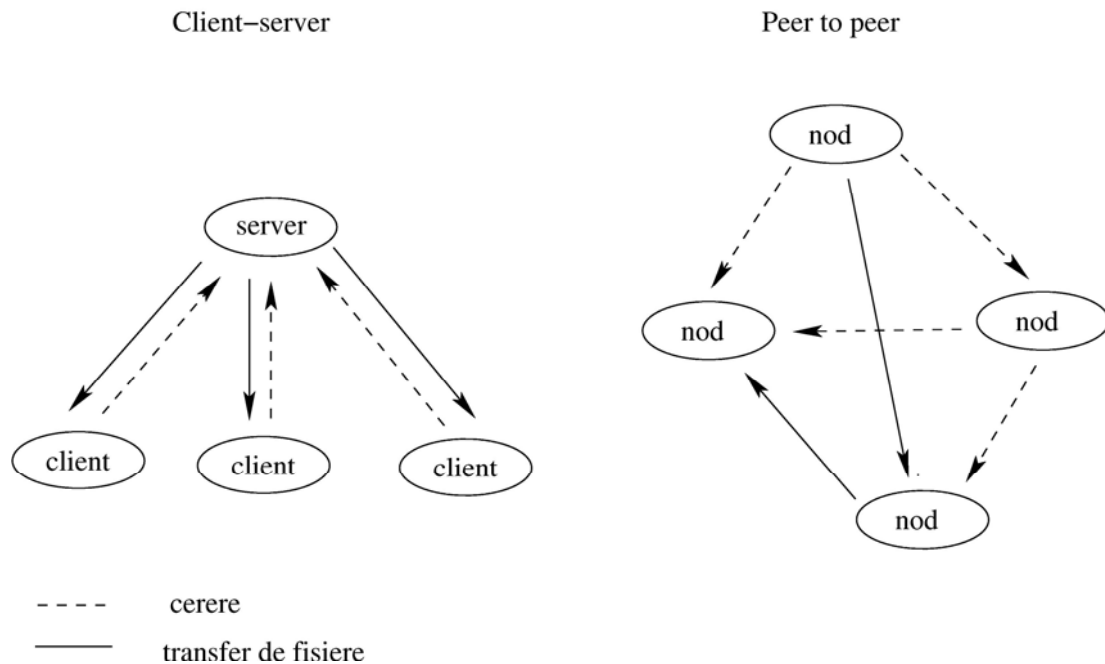 Client–server
Peer to peer
nod
server
nod
nod
client
client
client
nod
cerere
transfer de fisiere